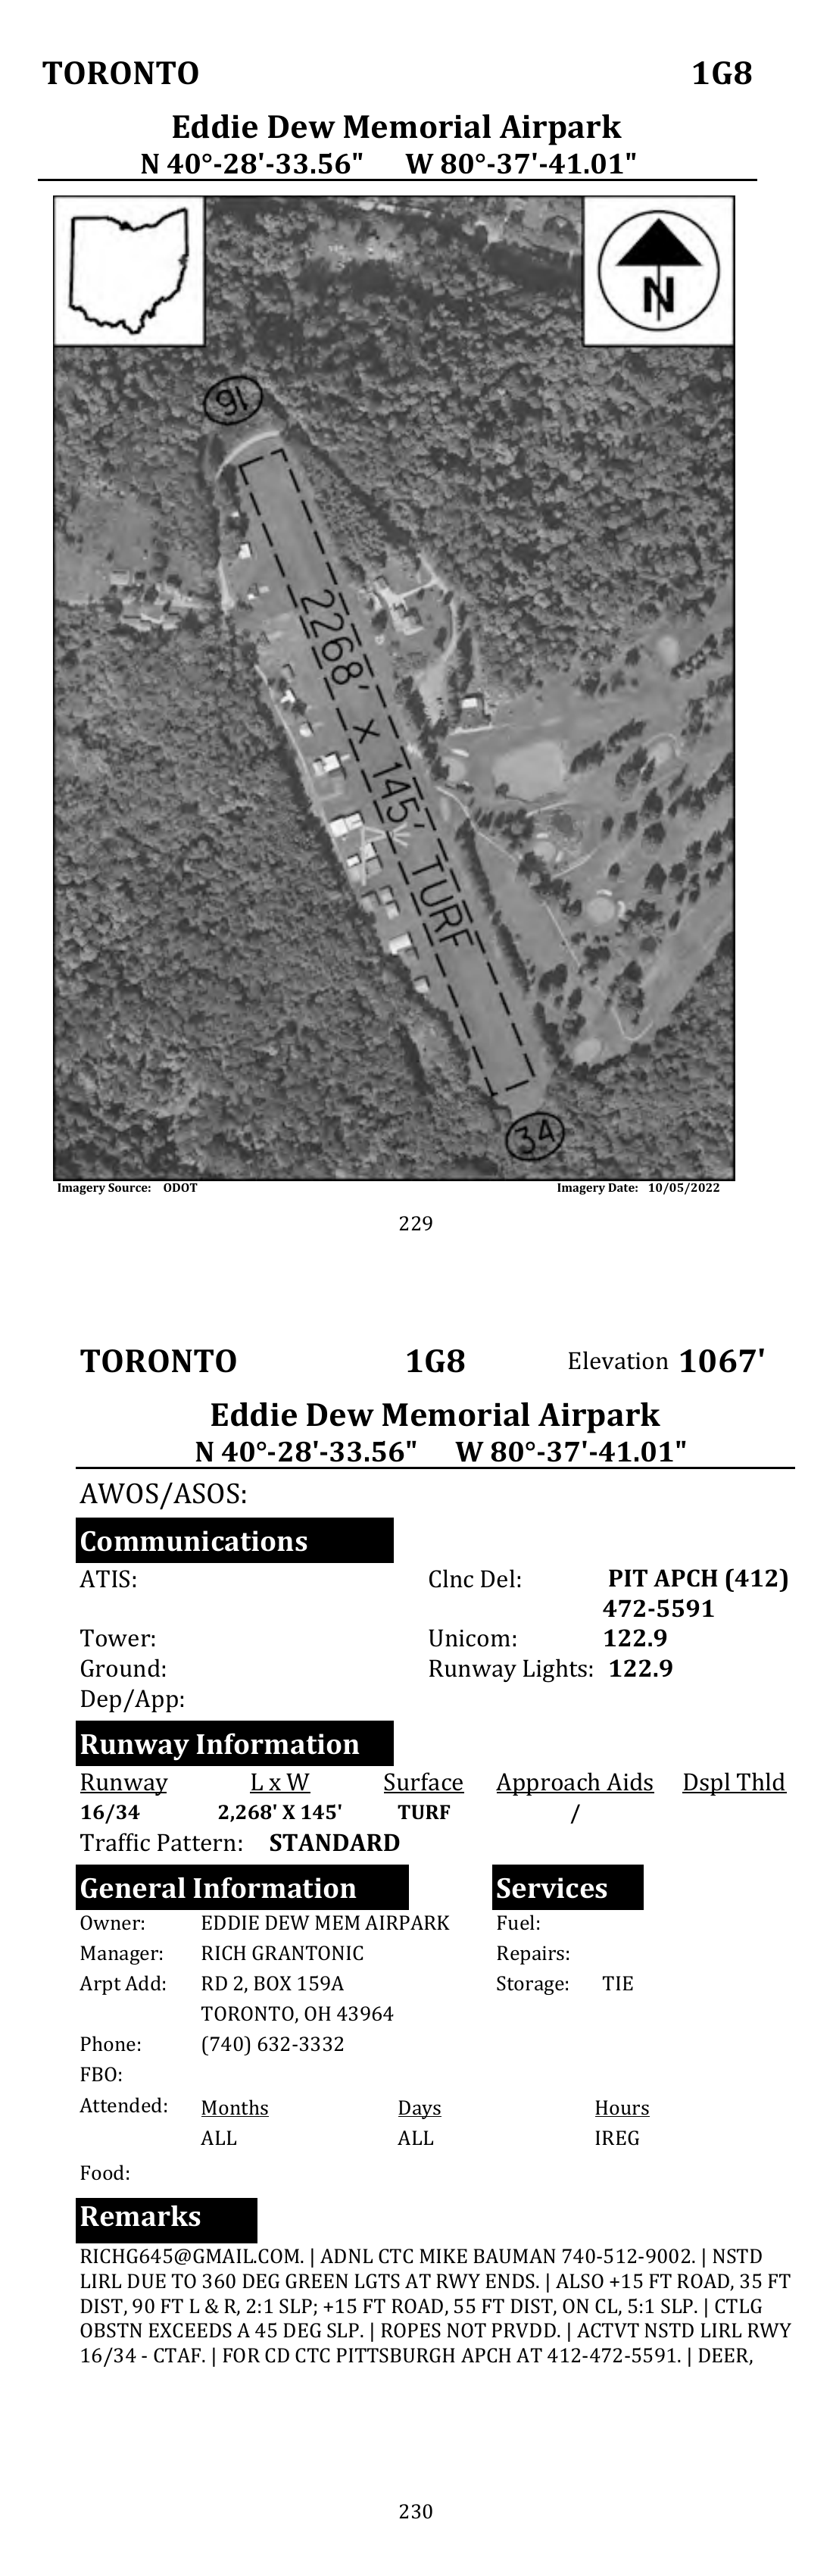 TORONTO 1G8
Eddie Dew Memorial Airpark
N 40°-28'-33.56" W 80°-37'-41.01"
N
16
2268' x 145' TURF
34
Imagery Source: ODOT Imagery Date: 10/05/2022
229
TORONTO 1G8 Elevation 1067'
Eddie Dew Memorial Airpark
N 40°-28'-33.56" W 80°-37'-41.01"
AWOS/ASOS:
Communications
ATIS: Clnc Del: PIT APCH (412)
472-5591
Tower: Unicom: 122.9
Ground: Runway Lights: 122.9
Dep/App:
Runway Information
Runway L x W Surface Approach Aids Dspl Thld
16/34 2,268' X 145' TURF /
Traffic Pattern: STANDARD
General Information Services
Owner: EDDIE DEW MEM AIRPARK Fuel:
Manager: RICH GRANTONIC Repairs:
Arpt Add: RD 2, BOX 159A Storage: TIE
TORONTO, OH 43964
Phone: (740) 632-3332
FBO:
Attended: Months Days Hours
ALL ALL IREG
Food:
Remarks
RICHG645@GMAIL.COM. | ADNL CTC MIKE BAUMAN 740-512-9002. | NSTD
LIRL DUE TO 360 DEG GREEN LGTS AT RWY ENDS. | ALSO +15 FT ROAD, 35 FT
DIST, 90 FT L & R, 2:1 SLP; +15 FT ROAD, 55 FT DIST, ON CL, 5:1 SLP. | CTLG
OBSTN EXCEEDS A 45 DEG SLP. | ROPES NOT PRVDD. | ACTVT NSTD LIRL RWY
16/34 - CTAF. | FOR CD CTC PITTSBURGH APCH AT 412-472-5591. | DEER,
230